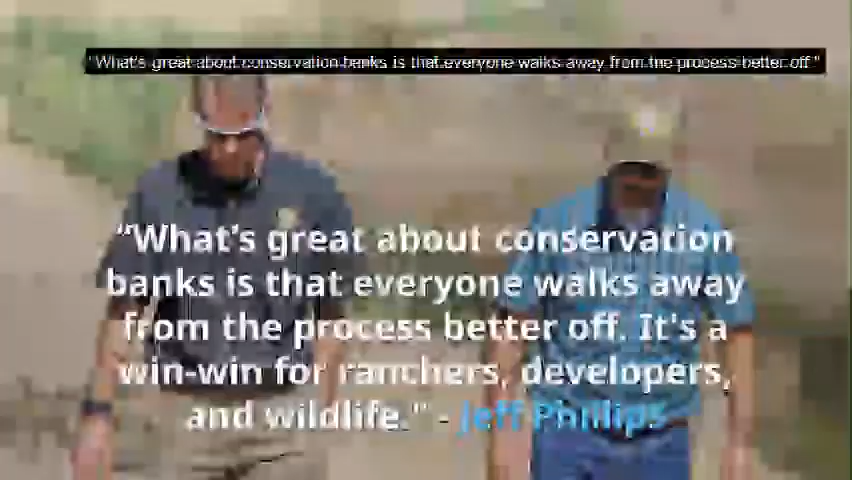 "What's great about conservation banks is that everyone walks away from the process better off."
“What's great about conservation
banks is that everyone walks away
from the process better off. It's a
win-win for ranchers, developers,
and wildlife." - Jeff Phillips